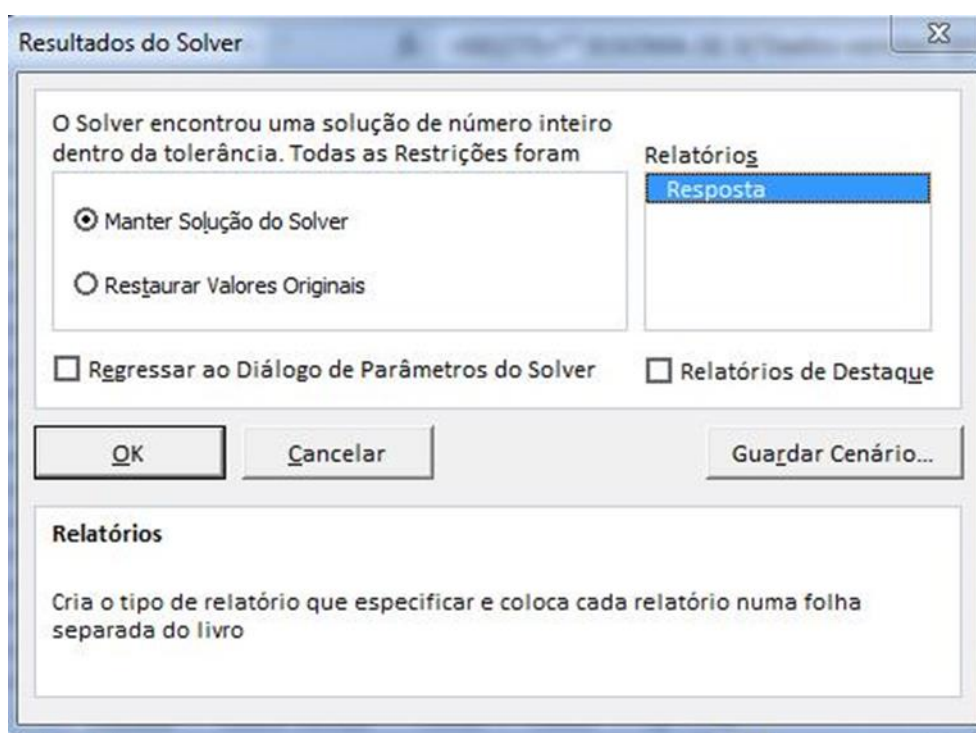 Resultados do Solver
O Solver encontrou uma solução de número inteiro
dentro da tolerância. Todas as Restrições foram
Relatórios
Resposta
Manter Solução do Solver
Restaurar Valores Originais
Regressar ao Diálogo de Parâmetros do Solver
Relatórios de Destaque
OK
Cancelar
Guardar Cenário...
Relatórios
Cria o tipo de relatório que especificar e coloca cada relatório numa folha
separada do livro